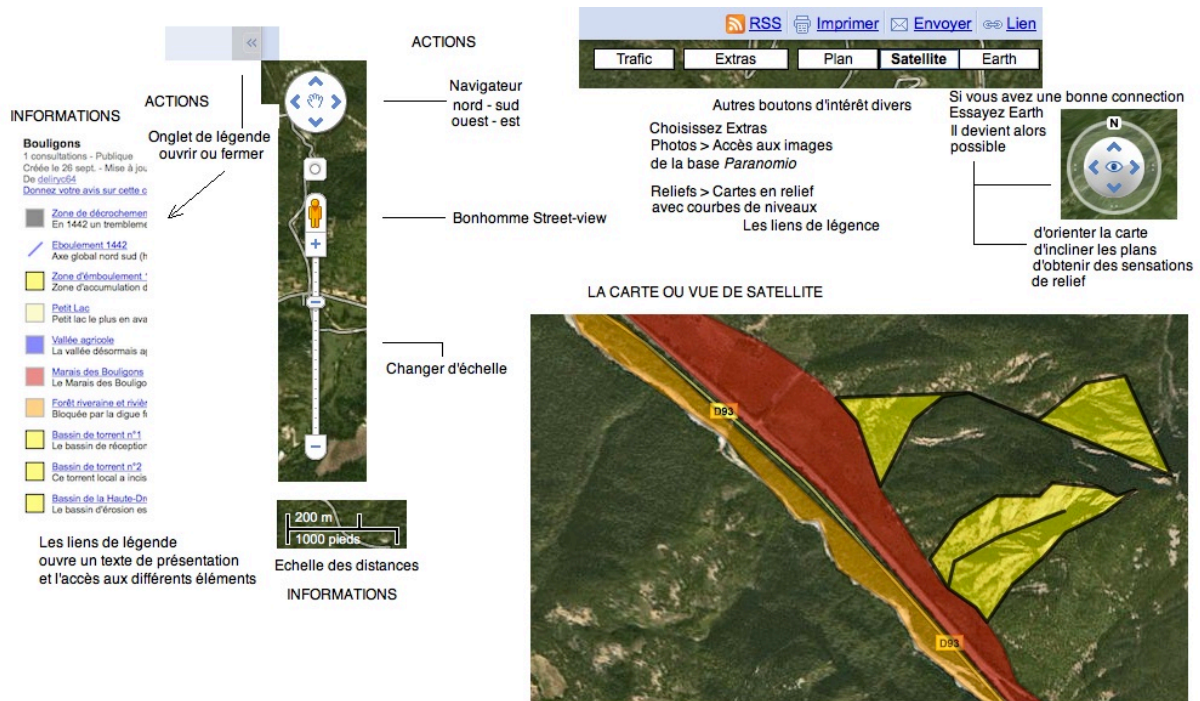 «
ACTIONS
RSS Imprimer Envoyer Lien
Trafic Extras Plan Satellite Earth
Navigateur
nord - sud
ouest - est
ACTIONS
INFORMATIONS
Onglet de légende
ouvrir ou fermer
Autres boutons d'intérêt divers
Choisissez Extras
Photos > Accès aux images
de la base Paranomio
Reliefs > Cartes en relief
avec courbes de niveaux
Les liens de légence
Si vous avez une bonne connection
Essayez Earth
Il devient alors
possible
N
d'orienter la carte
d'incliner les plans
d'obtenir des sensations
de relief
Bouligons
1 consultations - Publique
Créée le 26 sept. - Mise à jou
De deliryc64
Donnez votre avis sur cette c
Zone de décrochemen
En 1442 un trembleme
Eboulement 1442
Axe global nord sud (h
Zone d'émboulement
Zone d'accumulation d
Petit Lac
Petit lac le plus en ava
Vallée agricole
La vallée désormais a
Marais des Bouligons
Le Marais des Bouligo
Forêt riveraine et riviè
Bloquée par la digue f
Bassin de torrent n°1
Le bassin de réception
Bassin de torrent n°2
Ce torrent local a incis
Bassin de la Haute-Dr
Le bassin d'érosion es
Les liens de légende
ouvre un texte de présentation
et l'accès aux différents éléments
Bonhomme Street-view
+
−
Changer d'échelle
−
200 m
1000 pieds
Echelle des distances
INFORMATIONS
LA CARTE OU VUE DE SATELLITE
D93
D93